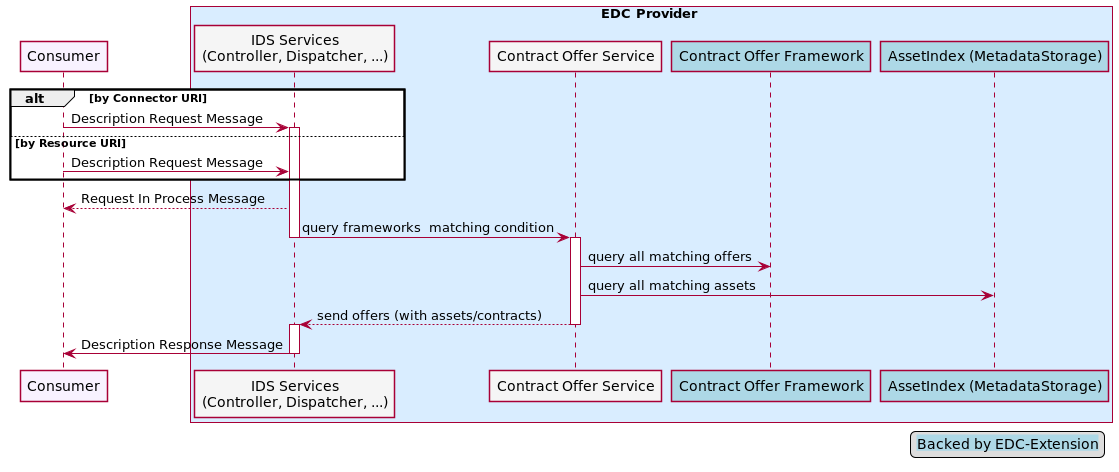 EDC Provider
IDS Services
(Controller, Dispatcher, ...)
Consumer
Contract Offer Service
Contract Offer Framework
AssetIndex (MetadataStorage)
alt
[by Connector URI]
Description Request Message
[by Resource URI]
Description Request Message
Request In Process Message
query frameworks  matching condition
query all matching offers
query all matching assets
send offers (with assets/contracts)
Description Response Message
Consumer
IDS Services
(Controller, Dispatcher, ...)
Contract Offer Service
Contract Offer Framework
AssetIndex (MetadataStorage)
Backed by EDC-Extension